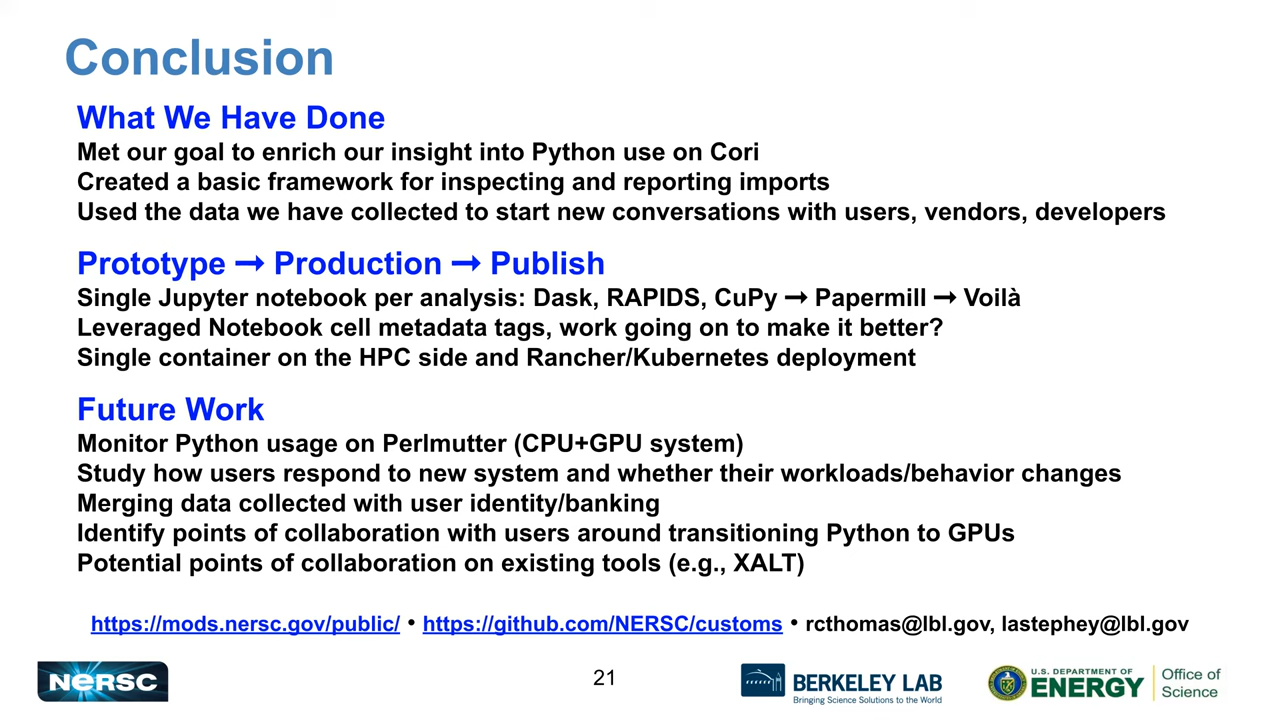 Conclusion
What We Have Done
Met our goal to enrich our insight into Python use on Cori
Created a basic framework for inspecting and reporting imports
Used the data we have collected to start new conversations with users, vendors, developers
Prototype ➞ Production ➞ Publish
Single Jupyter notebook per analysis: Dask, RAPIDS, CuPy ➞ Papermill ➞ Voilà
Leveraged Notebook cell metadata tags, work going on to make it better?
Single container on the HPC side and Rancher/Kubernetes deployment
Future Work
Monitor Python usage on Perlmutter (CPU+GPU system)
Study how users respond to new system and whether their workloads/behavior changes
Merging data collected with user identity/banking
Identify points of collaboration with users around transitioning Python to GPUs
Potential points of collaboration on existing tools (e.g., XALT)
https://mods.nersc.gov/public/ • https://github.com/NERSC/customs • rcthomas@lbl.gov, lastephey@lbl.gov
NERSC
21
BERKELEY LAB
Bringing Science Solutions to the World
U.S. DEPARTMENT OF
ENERGY
Office of
Science